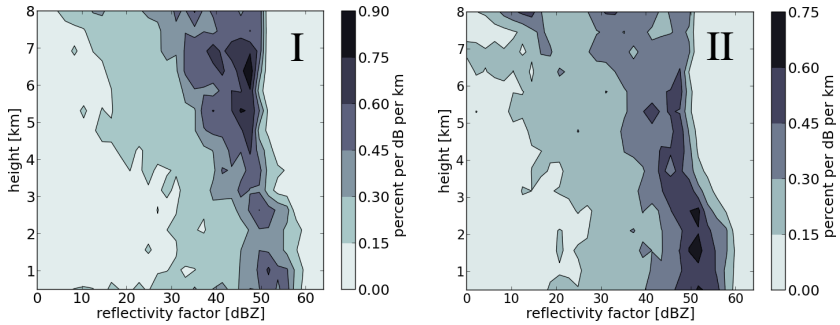 I
8
7
6
5
4
3
2
1
height [km]
0 10 20 30 40 50 60
reflectivity factor [dBZ]
0.90
0.75
0.60
0.45
0.30
0.15
0.00
percent per dB per km
II
8
7
6
5
4
3
2
1
height [km]
0 10 20 30 40 50 60
reflectivity factor [dBZ]
0.75
0.60
0.45
0.30
0.15
0.00
percent per dB per km